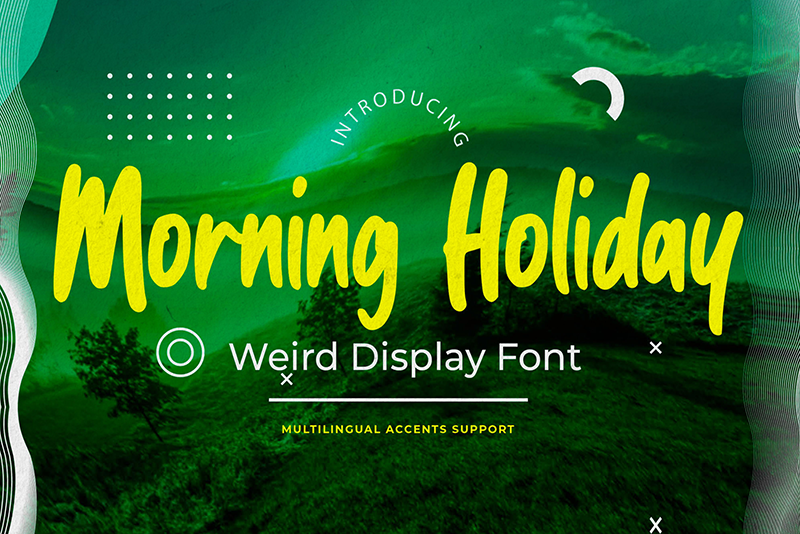 INTRODUCING
Morning Holiday
Weird Display Font
MULTILINGUAL ACCENTS SUPPORT